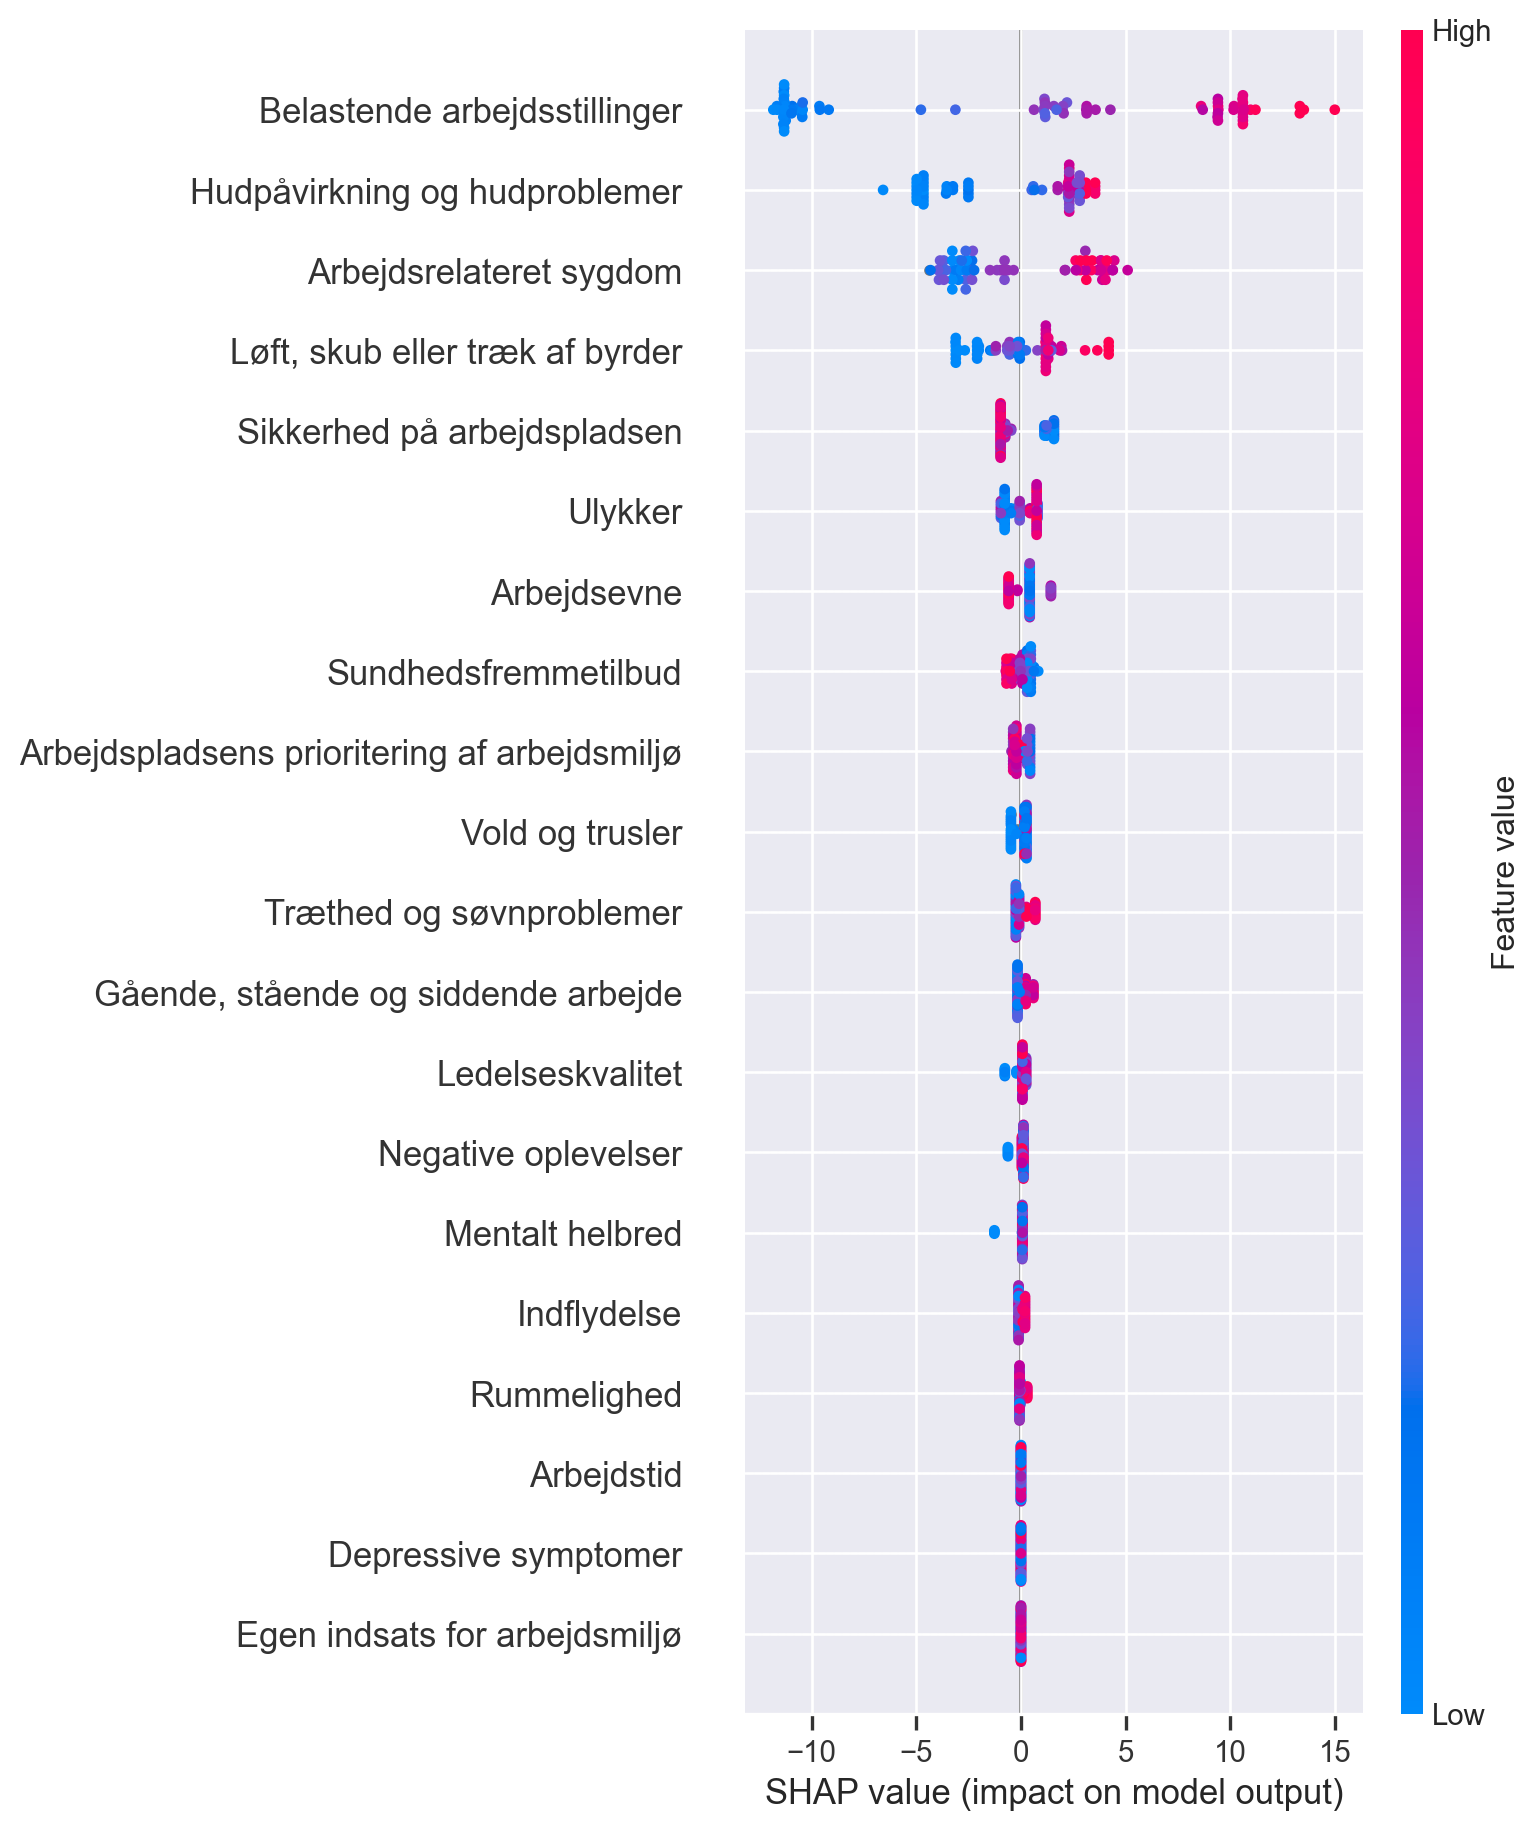 High
Belastende arbejdsstillinger
Hudpåvirkning og hudproblemer
Arbejdsrelateret sygdom
Løft, skub eller træk af byrder
Sikkerhed på arbejdspladsen
Ulykker
Arbejdsevne
Sundhedsfremmetilbud
Arbejdspladsens prioritering af arbejdsmiljø
Vold og trusler
Træthed og søvnproblemer
Gående, stående og siddende arbejde
Ledelseskvalitet
Negative oplevelser
Mentalt helbred
Indflydelse
Rummelighed
Arbejdstid
Depressive symptomer
Egen indsats for arbejdsmiljø
Feature value
Low
−10 −5 0 5 10 15
SHAP value (impact on model output)